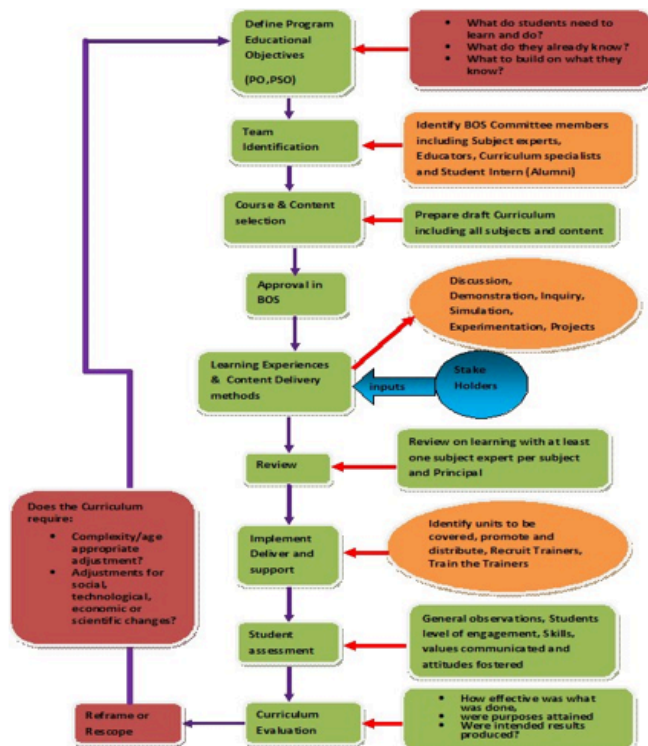 Define Program
Educational
Objectives
(PO,PSO)
• What do students need to
learn and do?
• What do they already know?
• What to build on what they
know?
Team
Identification
Identify BOS Committee members
including Subject experts,
Educators, Curriculum specialists
and Student Intern (Alumni)
Course & Content
selection
Prepare draft Curriculum
including all subjects and content
Approval in
BOS
Discussion,
Demonstration, Inquiry,
Simulation,
Experimentation, Projects
Learning Experiences
& Content Delivery
methods
inputs
Stake
Holders
Review
Review on learning with at least
one subject expert per subject
and Principal
Does the Curriculum
require:
• Complexity/age
appropriate
adjustment?
• Adjustments for
social,
technological,
economic or
scientific changes?
Implement
Deliver and
support
Identify units to be
covered, promote and
distribute, Recruit Trainers,
Train the Trainers
Student
assessment
General observations, Students
level of engagement, Skills,
values communicated and
attitudes fostered
Reframe or
Rescope
Curriculum
Evaluation
• How effective was what
was done,
• were purposes attained
• Were intended results
produced?